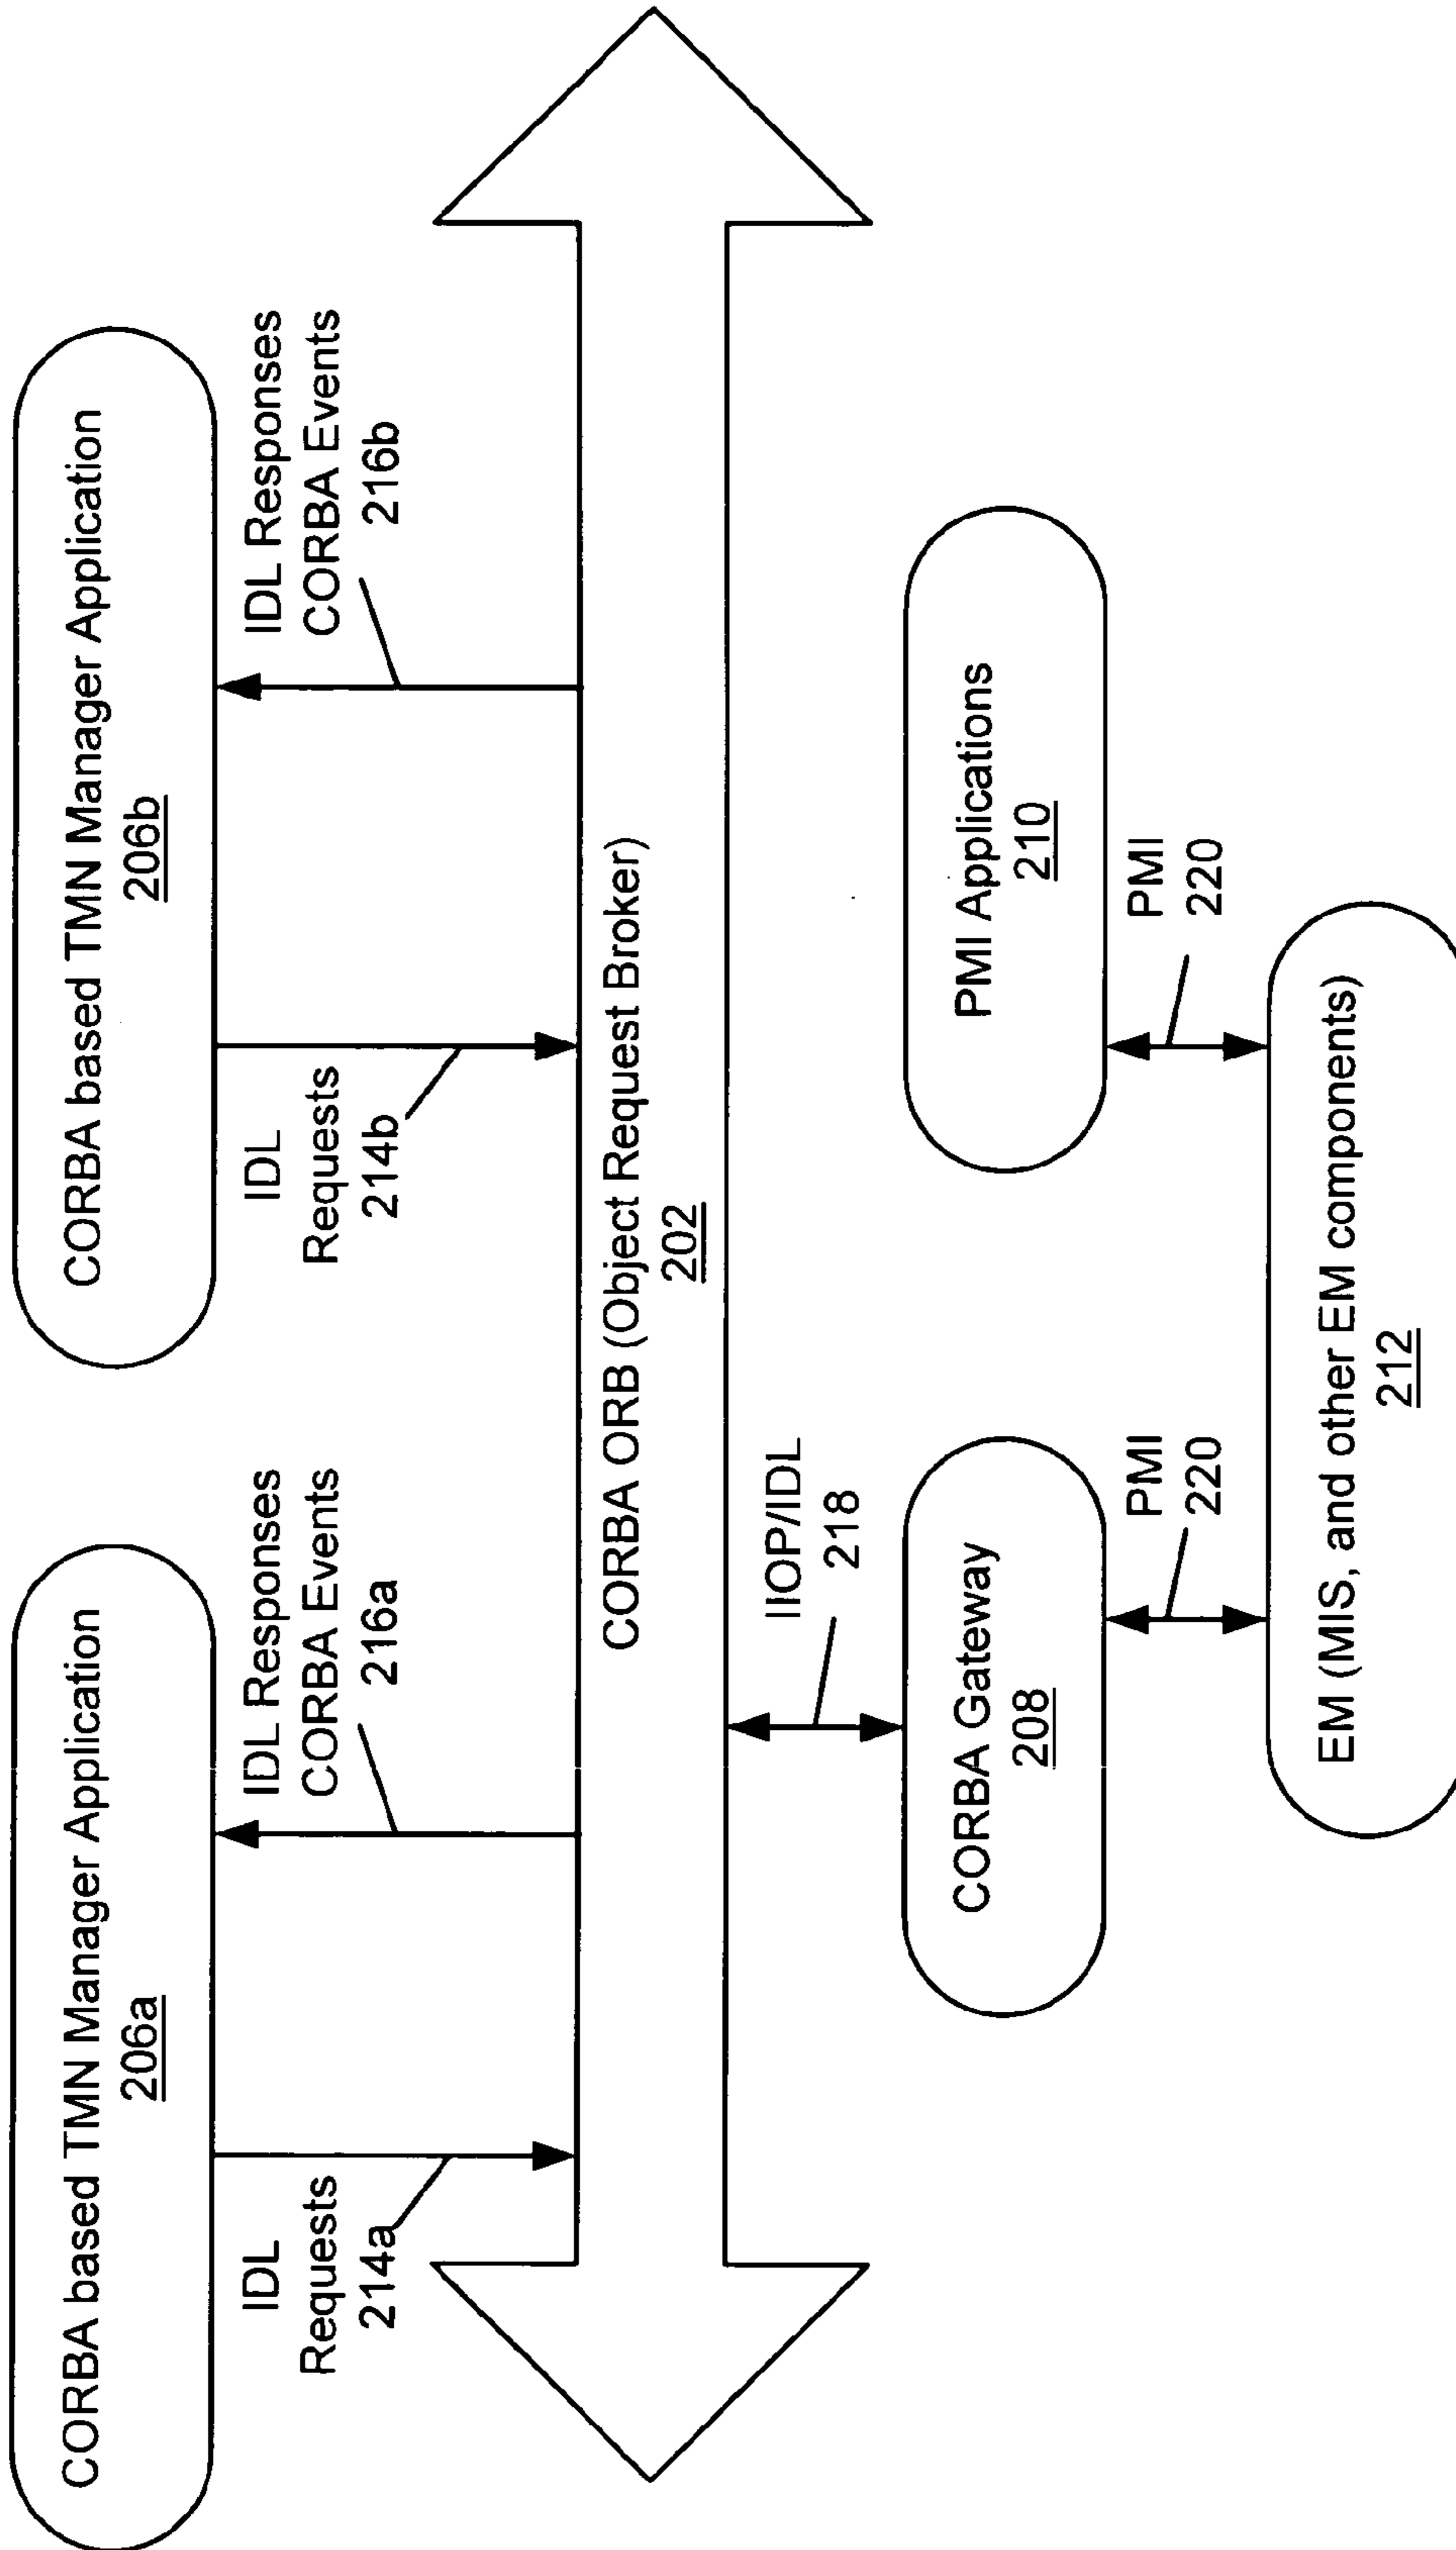 CORBA based TMN Manager Application
206a
CORBA based TMN Manager Application
206b
IDL
Requests
214a
IDL Responses
CORBA Events
216a
IDL
Requests
214b
IDL Responses
CORBA Events
216b
CORBA ORB (Object Request Broker)
202
IIOP/IDL
218
CORBA Gateway
208
PMI Applications
210
PMI
220
PMI
220
EM (MIS, and other EM components)
212